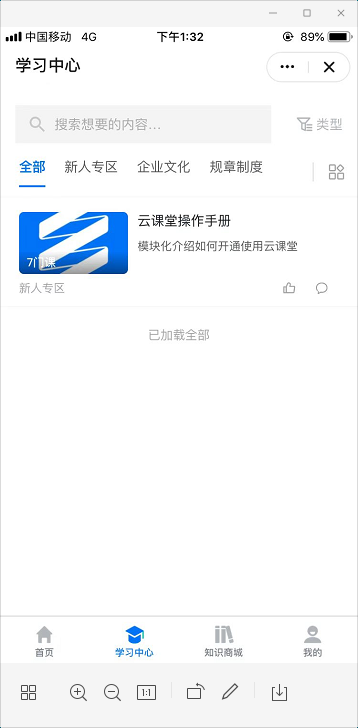 中国移动 4G 下午1:32 89%
学习中心
搜索想要的内容... 类型
全部 新人专区 企业文化 规章制度
云课堂操作手册
模块化介绍如何开通使用云课堂
7门课
新人专区
已加载全部
首页 学习中心 知识商城 我的
1:1